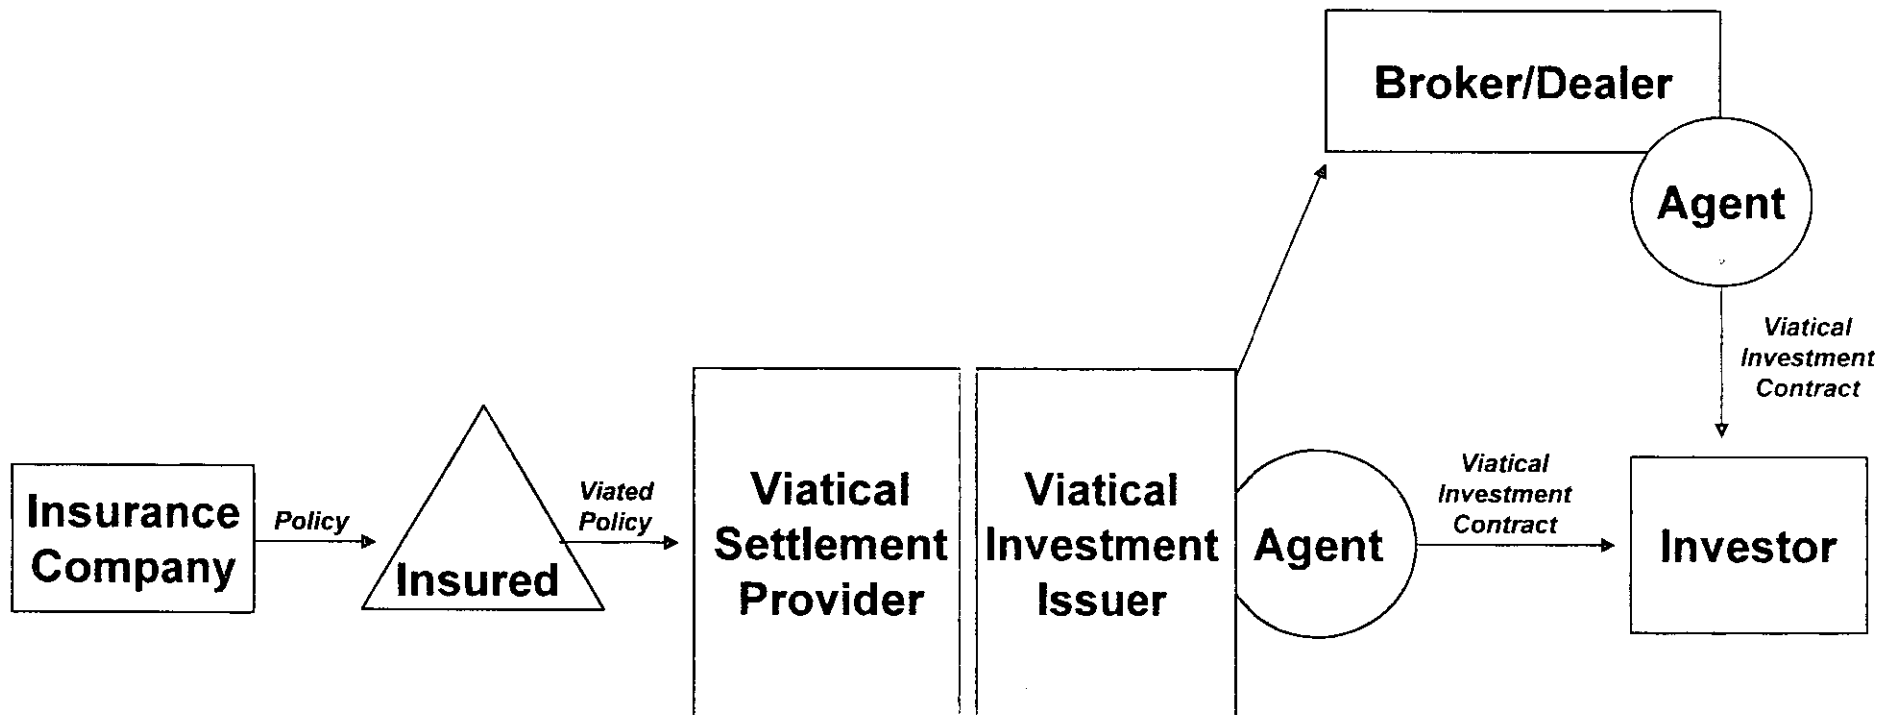 Broker/Dealer
Agent
Viatical
Investment
Contract
Insurance
Company
Policy
Insured
Viated
Policy
Viatical
Settlement
Provider
Viatical
Investment
Issuer
Agent
Viatical
Investment
Contract
Investor